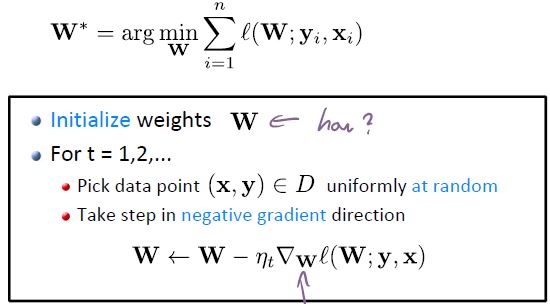 W* = arg min_W ∑_{i=1}^{n} ℓ(W; y_i, x_i)
Initialize weights W ← how?
For t = 1,2,...
Pick data point (x, y) ∈ D uniformly at random
Take step in negative gradient direction
W ← W − η_t ∇_W ℓ(W; y, x)
↑